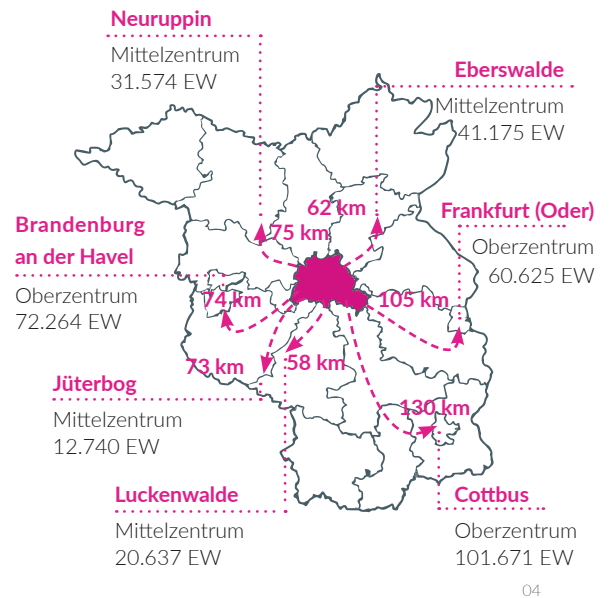 Neuruppin
Mittelzentrum
31.574 EW
Eberswalde
Mittelzentrum
41.175 EW
62 km
75 km
Frankfurt (Oder)
Oberzentrum
60.625 EW
Brandenburg
an der Havel
Oberzentrum
72.264 EW
74 km
105 km
73 km
58 km
Jüterbog
Mittelzentrum
12.740 EW
130 km
Luckenwalde
Mittelzentrum
20.637 EW
Cottbus
Oberzentrum
101.671 EW
04